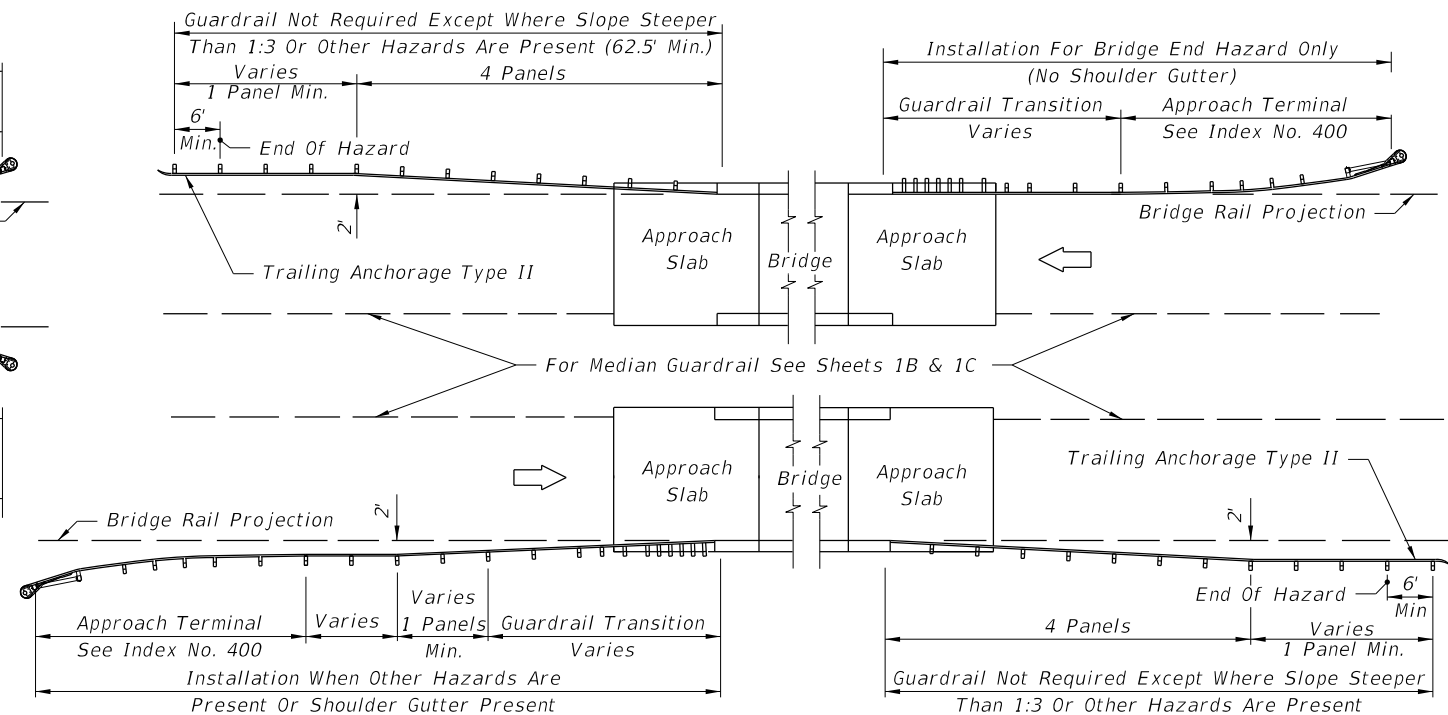 Guardrail Not Required Except Where Slope Steeper
Than 1:3 Or Other Hazards Are Present (62.5' Min.)
Varies
1 Panel Min.
4 Panels
6'
Min.
End Of Hazard
2'
Trailing Anchorage Type II
Installation For Bridge End Hazard Only
(No Shoulder Gutter)
Guardrail Transition
Varies
Approach Terminal
See Index No. 400
Bridge Rail Projection
Approach
Slab
Bridge
Approach
Slab
For Median Guardrail See Sheets 1B & 1C
Approach
Slab
Bridge
Approach
Slab
Trailing Anchorage Type II
Bridge Rail Projection
2'
2'
End Of Hazard
6'
Min
Approach Terminal
See Index No. 400
Varies
Varies
1 Panels
Min.
Guardrail Transition
Varies
Installation When Other Hazards Are
Present Or Shoulder Gutter Present
4 Panels
Varies
1 Panel Min.
Guardrail Not Required Except Where Slope Steeper
Than 1:3 Or Other Hazards Are Present